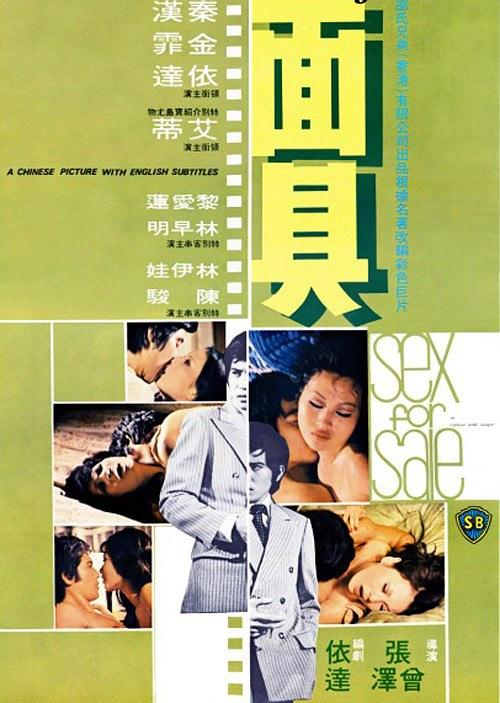 秦漢
金霏
依達
領銜主演
特別介紹寶島尤物
艾蒂
領銜主演
A CHINESE PICTURE WITH ENGLISH SUBTITLES
黎愛蓮
林早明
特別客串主演
林伊娃
陳駿
特別客串主演
面具
邵氏兄弟(香港)有限公司出品根據名著改編彩色巨片
Sex
for
Sale
SB
導演
張曾澤
編劇
依達